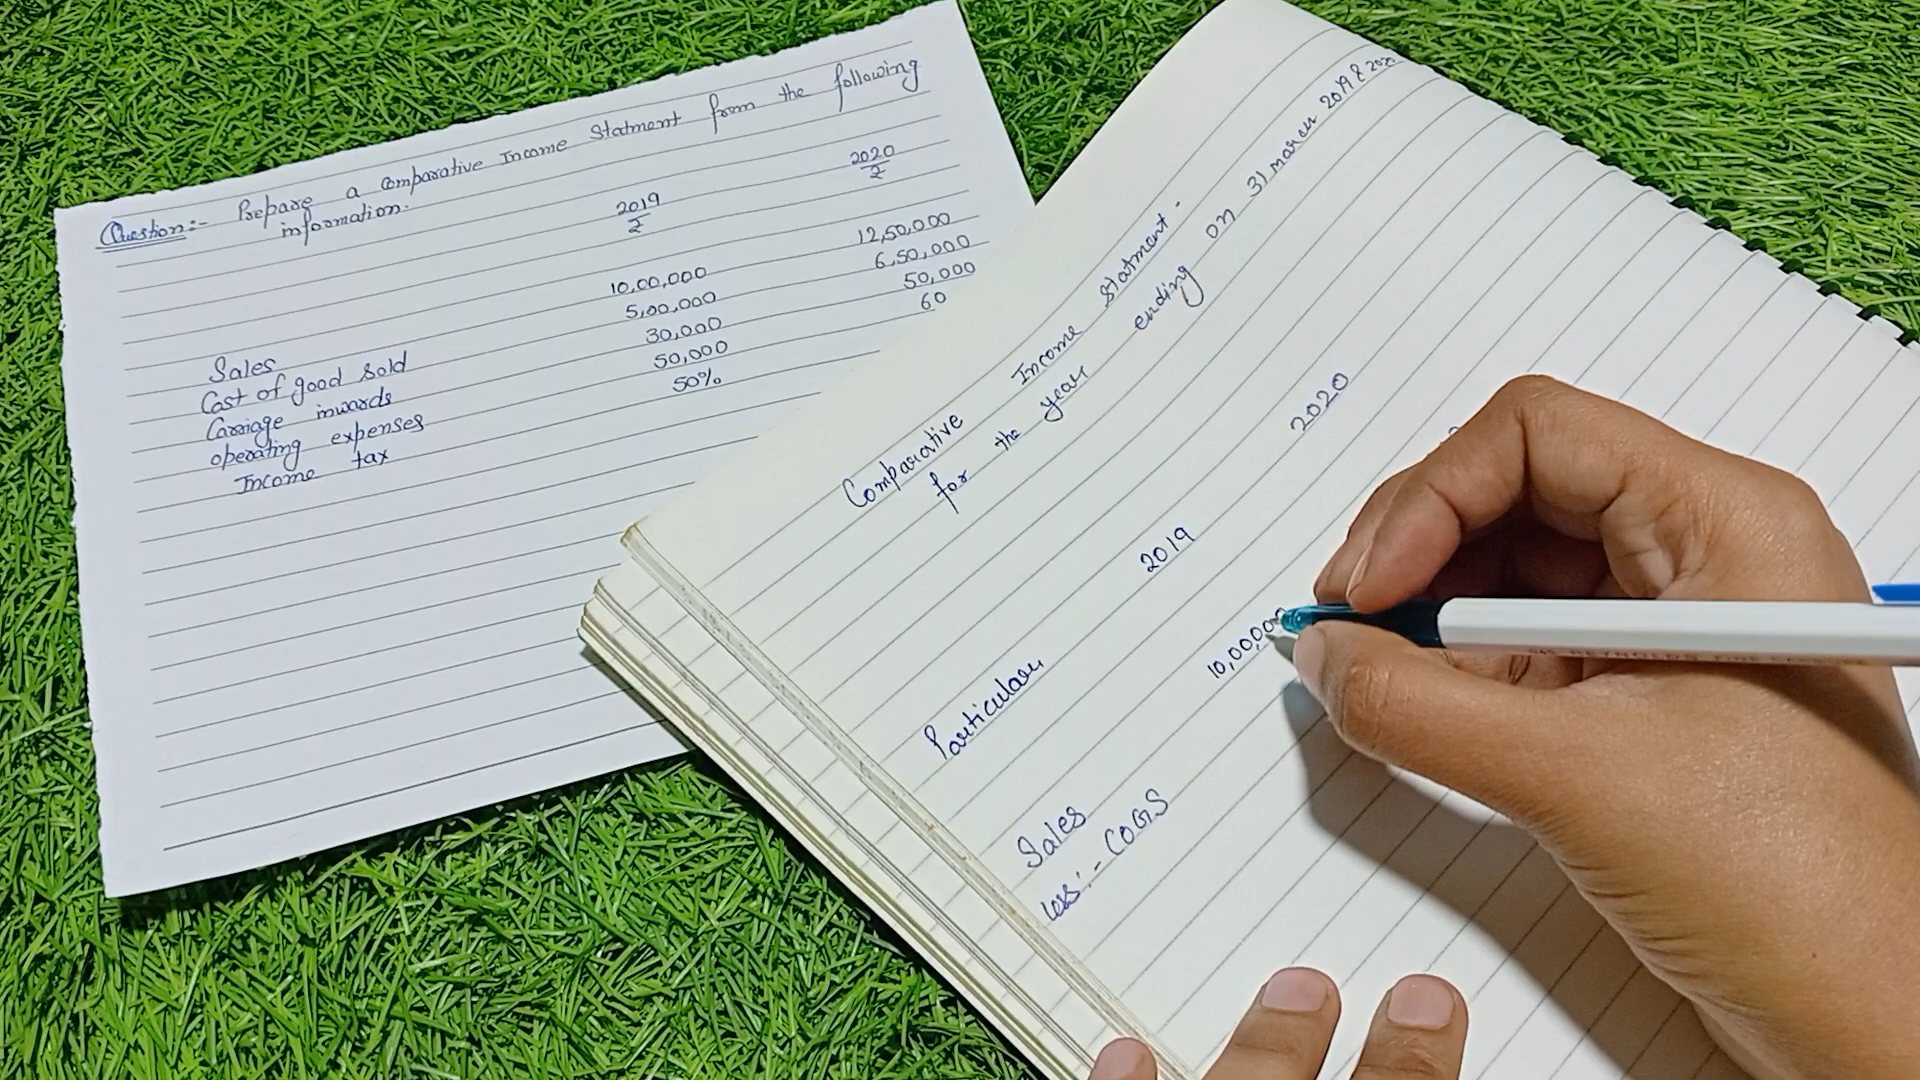 Question:- Prepare a Comparative Income Statment from the following
information.
2019 2020
₹ ₹
Sales 10,00,000 12,50,000
Cost of good sold 5,00,000 6,50,000
Carriage inwards 30,000 50,000
operating expenses 50,000 60
Income tax 50%
Comparative Income Statment.
for the year ending on 31 march 2019 & 2020
Particulars 2019 2020
Sales 10,00,000
less:- COGS